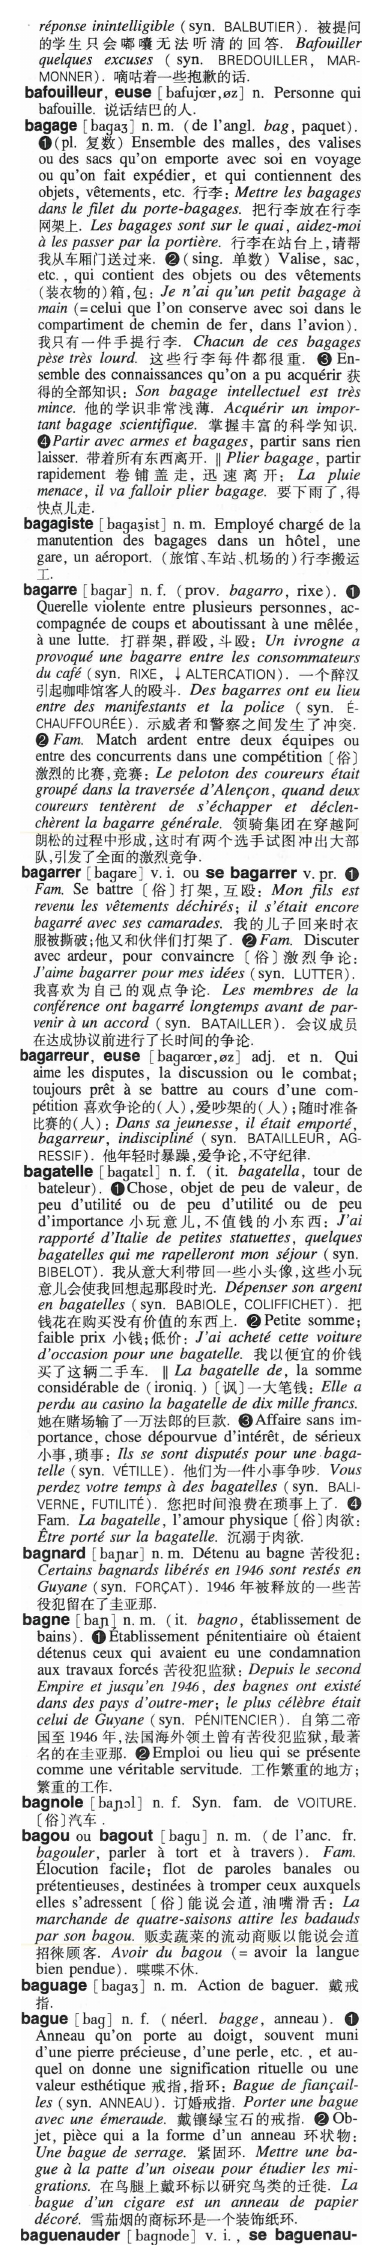 réponse inintelligible (syn. BALBUTIER). 被提问
的学生只会嘟囔无法听清的回答. Bafouiller
quelques excuses (syn. BREDOUILLER, MAR-
MONNER). 嘀咕着一些抱歉的话.
bafouilleur, euse [bafujœr,øz] n. Personne qui
bafouille. 说话结巴的人.
bagage [bagaʒ] n. m. (de l'angl. bag, paquet).
❶(pl. 复数) Ensemble des malles, des valises
ou des sacs qu'on emporte avec soi en voyage
ou qu'on fait expédier, et qui contiennent des
objets, vêtements, etc. 行李: Mettre les bagages
dans le filet du porte-bagages. 把行李放在行李
网架上. Les bagages sont sur le quai, aidez-moi
à les passer par la portière. 行李在站台上,请帮
我从车厢门送过来. ❷(sing. 单数) Valise, sac,
etc., qui contient des objets ou des vêtements
(装衣物的)箱,包: Je n'ai qu'un petit bagage à
main (=celui que l'on conserve avec soi dans le
compartiment de chemin de fer, dans l'avion).
我只有一件手提行李. Chacun de ces bagages
pèse très lourd. 这些行李每件都很重. ❸En-
semble des connaissances qu'on a pu acquérir 获
得的全部知识: Son bagage intellectuel est très
mince. 他的学识非常浅薄. Acquérir un impor-
tant bagage scientifique. 掌握丰富的科学知识.
❹Partir avec armes et bagages, partir sans rien
laisser. 带着所有东西离开. ‖ Plier bagage, partir
rapidement 卷铺盖走, 迅速离开: La pluie
menace, il va falloir plier bagage. 要下雨了,得
快点儿走.
bagagiste [bagaʒist] n. m. Employé chargé de la
manutention des bagages dans un hôtel, une
gare, un aéroport. (旅馆、车站、机场的)行李搬运
工.
bagarre [bagar] n. f. (prov. bagarro, rixe). ❶
Querelle violente entre plusieurs personnes, ac-
compagnée de coups et aboutissant à une mêlée,
à une lutte. 打群架,群殴,斗殴: Un ivrogne a
provoqué une bagarre entre les consommateurs
du café (syn. RIXE, ↓ALTERCATION). 一个醉汉
引起咖啡馆客人的殴斗. Des bagarres ont eu lieu
entre des manifestants et la police (syn. É-
CHAUFFOURÉE). 示威者和警察之间发生了冲突.
❷Fam. Match ardent entre deux équipes ou
entre des concurrents dans une compétition〔俗〕
激烈的比赛,竞赛: Le peloton des coureurs était
groupé dans la traversée d'Alençon, quand deux
coureurs tentèrent de s'échapper et déclen-
chèrent la bagarre générale. 领骑集团在穿越阿
朗松的过程中形成,这时有两个选手试图冲出大部
队,引发了全面的激烈竞争.
bagarrer [bagare] v. i. ou se bagarrer v. pr. ❶
Fam. Se battre〔俗〕打架,互殴: Mon fils est
revenu les vêtements déchirés; il s'était encore
bagarré avec ses camarades. 我的儿子回来时衣
服被撕破;他又和伙伴们打架了. ❷Fam. Discuter
avec ardeur, pour convaincre〔俗〕激烈争论:
J'aime bagarrer pour mes idées (syn. LUTTER).
我喜欢为自己的观点争论. Les membres de la
conférence ont bagarré longtemps avant de par-
venir à un accord (syn. BATAILLER). 会议成员
在达成协议前进行了长时间的争论.
bagarreur, euse [bagarœr,øz] adj. et n. Qui
aime les disputes, la discussion ou le combat;
toujours prêt à se battre au cours d'une com-
pétition 喜欢争论的(人),爱吵架的(人);随时准备
比赛的(人): Dans sa jeunesse, il était emporté,
bagarreur, indiscipliné (syn. BATAILLEUR, AG-
RESSIF). 他年轻时暴躁,爱争论,不守纪律.
bagatelle [bagatɛl] n. f. (it. bagatella, tour de
bateleur). ❶Chose, objet de peu de valeur, de
peu d'utilité ou de peu d'utilité ou de peu
d'importance 小玩意儿,不值钱的小东西: J'ai
rapporté d'Italie de petites statuettes, quelques
bagatelles qui me rappelleront mon séjour (syn.
BIBELOT). 我从意大利带回一些小头像,这些小玩
意儿会使我回想起那段时光. Dépenser son argent
en bagatelles (syn. BABIOLE, COLIFFICHET). 把
钱花在购买没有价值的东西上. ❷Petite somme;
faible prix 小钱;低价: J'ai acheté cette voiture
d'occasion pour une bagatelle. 我以便宜的价钱
买了这辆二手车. ‖ La bagatelle de, la somme
considérable de (ironiq.)〔讽〕一大笔钱: Elle a
perdu au casino la bagatelle de dix mille francs.
她在赌场输了一万法郎的巨款. ❸Affaire sans im-
portance, chose dépourvue d'intérêt, de sérieux
小事,琐事: Ils se sont disputés pour une baga-
telle (syn. VÉTILLE). 他们为一件小事争吵. Vous
perdez votre temps à des bagatelles (syn. BALI-
VERNE, FUTILITÉ). 您把时间浪费在琐事上了. ❹
Fam. La bagatelle, l'amour physique〔俗〕肉欲:
Être porté sur la bagatelle. 沉溺于肉欲.
bagnard [baɲar] n. m. Détenu au bagne 苦役犯:
Certains bagnards libérés en 1946 sont restés en
Guyane (syn. FORÇAT). 1946 年被释放的一些苦
役犯留在了圭亚那.
bagne [baɲ] n. m. (it. bagno, établissement de
bains). ❶Établissement pénitentiaire où étaient
détenus ceux qui avaient eu une condamnation
aux travaux forcés 苦役犯监狱: Depuis le second
Empire et jusqu'en 1946, des bagnes ont existé
dans des pays d'outre-mer; le plus célèbre était
celui de Guyane (syn. PÉNITENCIER). 自第二帝
国至 1946 年,法国海外领土曾有苦役犯监狱,最著
名的在圭亚那. ❷Emploi ou lieu qui se présente
comme une véritable servitude. 工作繁重的地方;
繁重的工作.
bagnole [baɲɔl] n. f. Syn. fam. de VOITURE.
〔俗〕汽车.
bagou ou bagout [bagu] n. m. (de l'anc. fr.
bagouler, parler à tort et à travers). Fam.
Élocution facile; flot de paroles banales ou
prétentieuses, destinées à tromper ceux auxquels
elles s'adressent〔俗〕能说会道,油嘴滑舌: La
marchande de quatre-saisons attire les badauds
par son bagou. 贩卖蔬菜的流动商贩以能说会道
招徕顾客. Avoir du bagou (= avoir la langue
bien pendue). 喋喋不休.
baguage [bagaʒ] n. m. Action de baguer. 戴戒
指.
bague [bag] n. f. (néerl. bagge, anneau). ❶
Anneau qu'on porte au doigt, souvent muni
d'une pierre précieuse, d'une perle, etc., et au-
quel on donne une signification rituelle ou une
valeur esthétique 戒指,指环: Bague de fiançail-
les (syn. ANNEAU). 订婚戒指. Porter une bague
avec une émeraude. 戴镶绿宝石的戒指. ❷Ob-
jet, pièce qui a la forme d'un anneau 环状物:
Une bague de serrage. 紧固环. Mettre une ba-
gue à la patte d'un oiseau pour étudier les mi-
grations. 在鸟腿上戴环标以研究鸟类的迁徙. La
bague d'un cigare est un anneau de papier
décoré. 雪茄烟的商标环是一个装饰纸环.
baguenauder [bagnode] v. i., se baguenau-